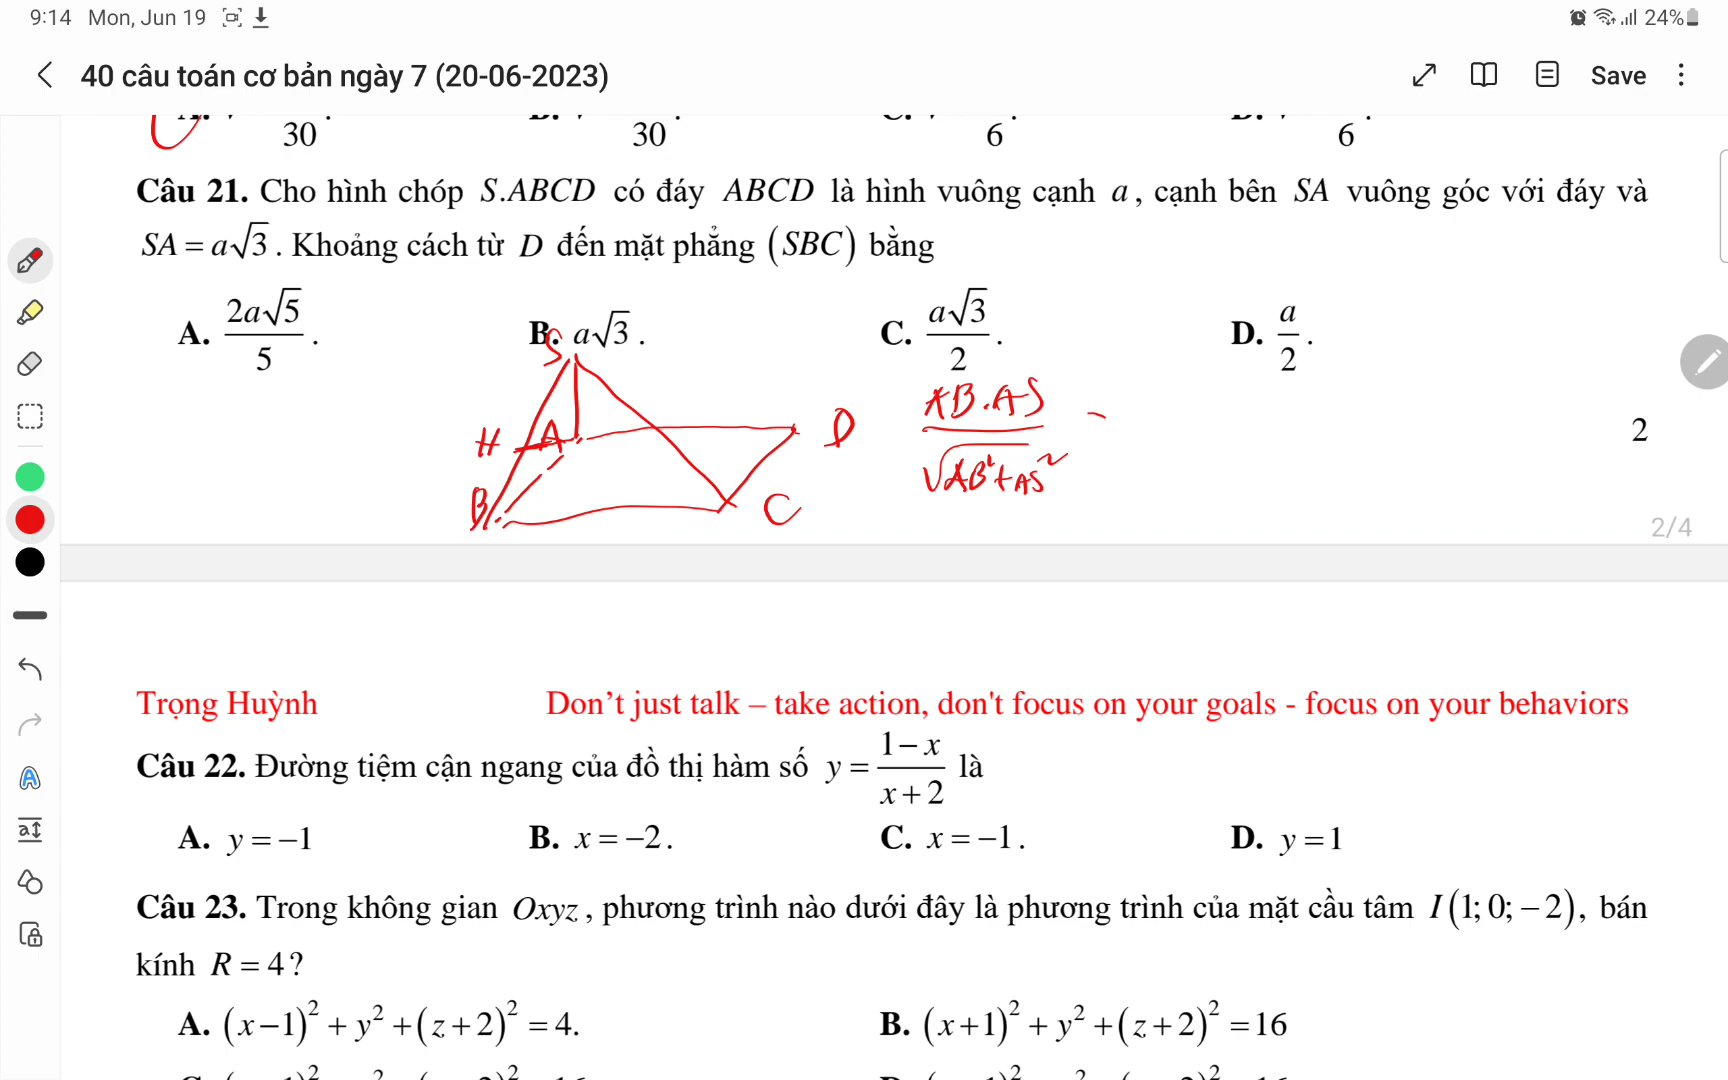 9:14 Mon, Jun 19 24%
40 câu toán cơ bản ngày 7 (20-06-2023) Save
30 30 6 6
Câu 21. Cho hình chóp S.ABCD có đáy ABCD là hình vuông cạnh a, cạnh bên SA vuông góc với đáy và
SA = a√3. Khoảng cách từ D đến mặt phẳng (SBC) bằng
A. 2a√5/5. B. a√3. C. a√3/2. D. a/2.
S
H A D
B C
AB.AS/√AB²+AS² =
2
2/4
Trọng Huỳnh Don’t just talk – take action, don't focus on your goals - focus on your behaviors
Câu 22. Đường tiệm cận ngang của đồ thị hàm số y = 1−x/x+2 là
A. y = −1 B. x = −2. C. x = −1. D. y = 1
Câu 23. Trong không gian Oxyz, phương trình nào dưới đây là phương trình của mặt cầu tâm I(1; 0; −2), bán
kính R = 4?
A. (x−1)² + y² + (z+2)² = 4. B. (x+1)² + y² + (z+2)² = 16